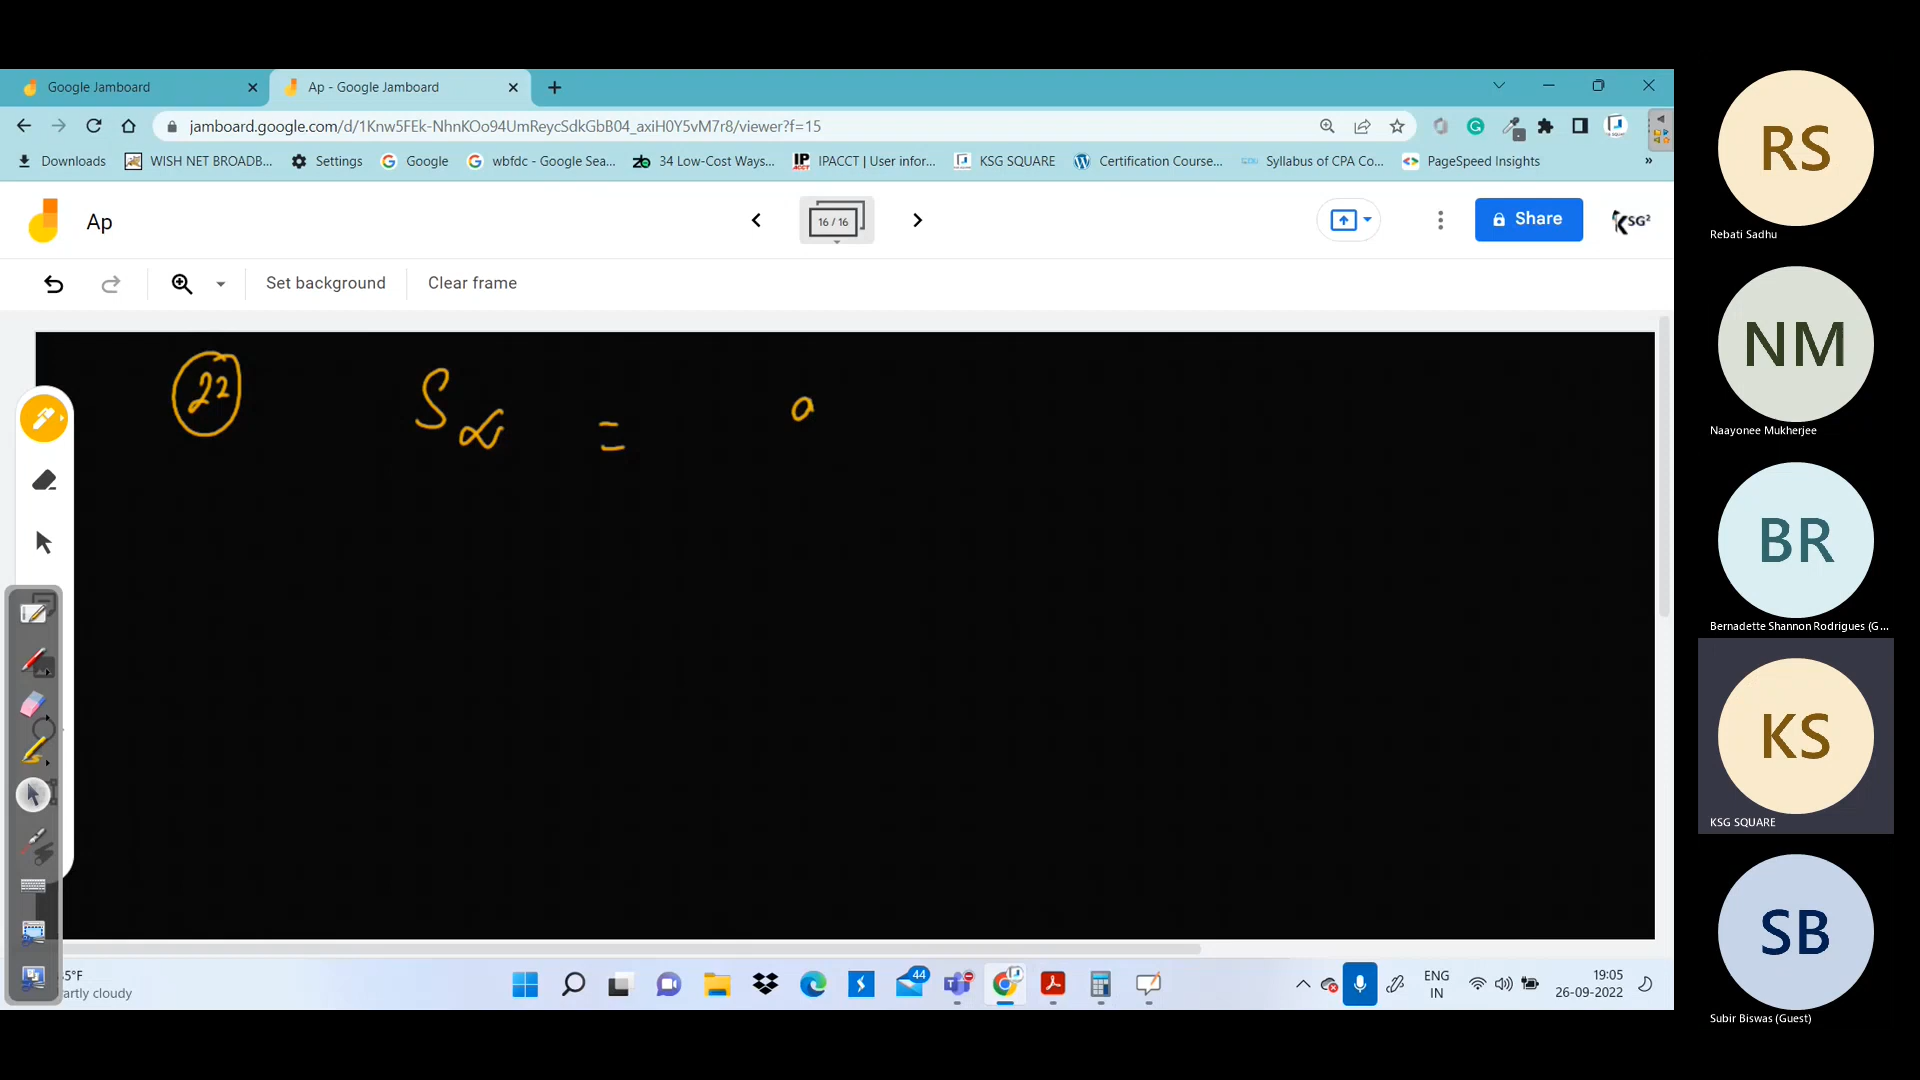 Google Jamboard
Ap - Google Jamboard
jamboard.google.com/d/1Knw5FEk-NhnKOo94UmReycSdkGbB04_axiH0Y5vM7r8/viewer?f=15
Downloads WISH NET BROADB... Settings Google wbfdc - Google Sea... 34 Low-Cost Ways... IPACCT | User infor... KSG SQUARE Certification Course... Syllabus of CPA Co... PageSpeed Insights »
Ap
16 / 16
Share
KSG²
Set background
Clear frame
22 S∝ = a
RS
Rebati Sadhu
NM
Naayonee Mukherjee
BR
Bernadette Shannon Rodrigues (G...
KS
KSG SQUARE
SB
Subir Biswas (Guest)
44
ENG
IN
19:05
26-09-2022